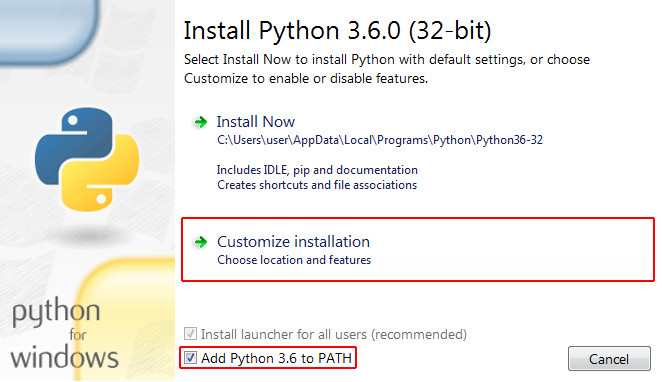 Install Python 3.6.0 (32-bit)
Select Install Now to install Python with default settings, or choose
Customize to enable or disable features.
Install Now
C:\Users\user\AppData\Local\Programs\Python\Python36-32
Includes IDLE, pip and documentation
Creates shortcuts and file associations
Customize installation
Choose location and features
Install launcher for all users (recommended)
Add Python 3.6 to PATH
Cancel
python
for
windows